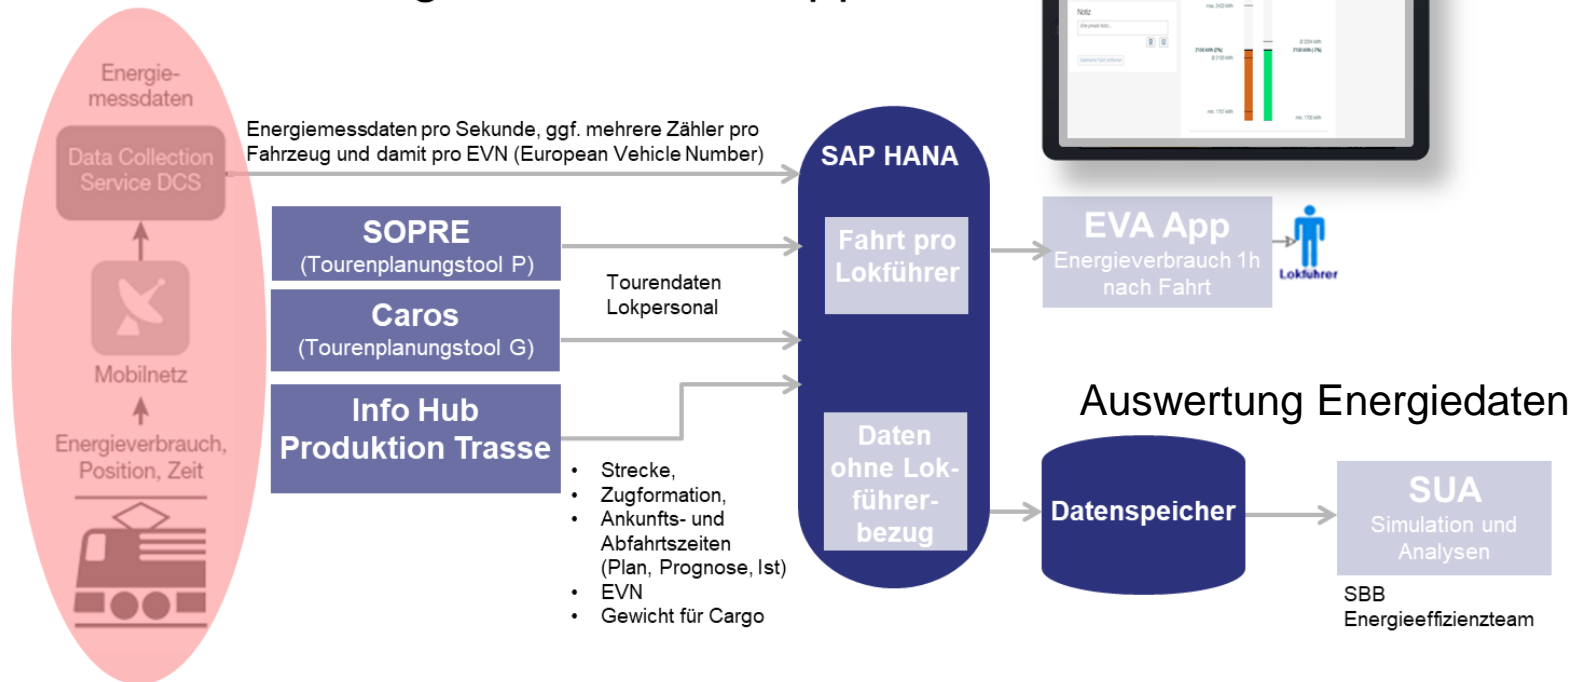 Notiz
Energie-
messdaten
Data Collection
Service DCS
Mobilnetz
Energieverbrauch,
Position, Zeit
Energiemessdaten pro Sekunde, ggf. mehrere Zähler pro
Fahrzeug und damit pro EVN (European Vehicle Number)
SOPRE
(Tourenplanungstool P)
Caros
(Tourenplanungstool G)
Info Hub
Produktion Trasse
Tourendaten
Lokpersonal
• Strecke,
• Zugformation,
• Ankunfts- und
Abfahrtszeiten
(Plan, Prognose, Ist)
• EVN
• Gewicht für Cargo
SAP HANA
Fahrt pro
Lokführer
Daten
ohne Lok-
führer-
bezug
EVA App
Energieverbrauch 1h
nach Fahrt
Lokführer
Auswertung Energiedaten
Datenspeicher
SUA
Simulation und
Analysen
SBB
Energieeffizienzteam